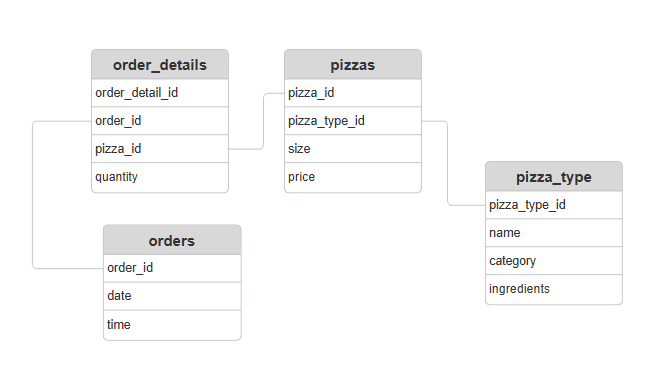 order_details
order_detail_id
order_id
pizza_id
quantity
pizzas
pizza_id
pizza_type_id
size
price
pizza_type
pizza_type_id
name
category
ingredients
orders
order_id
date
time